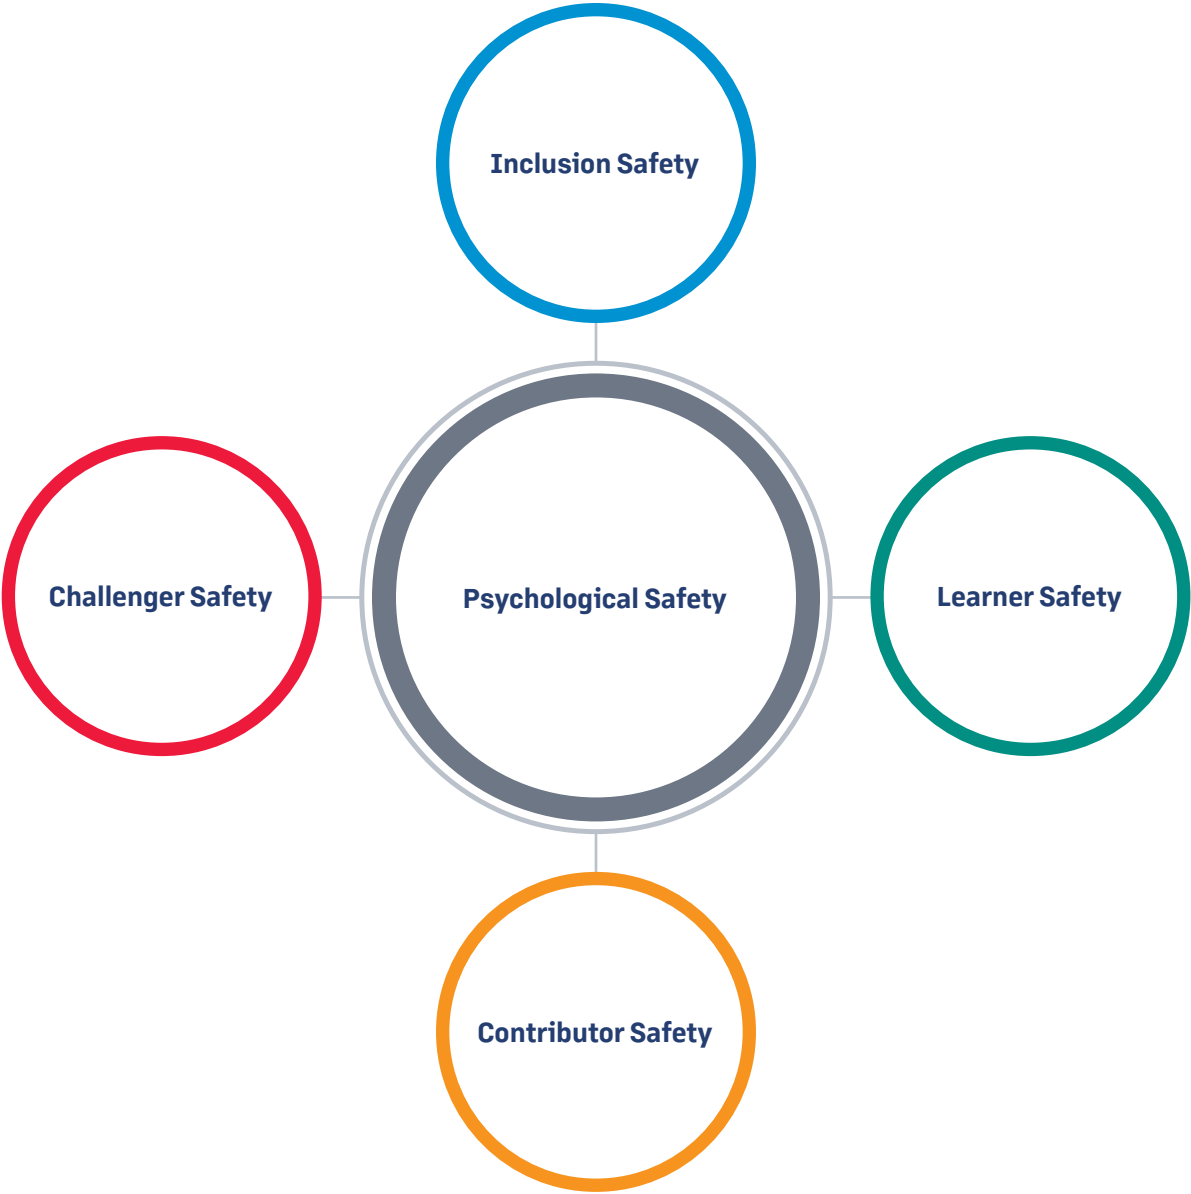 Inclusion Safety
Challenger Safety
Psychological Safety
Learner Safety
Contributor Safety